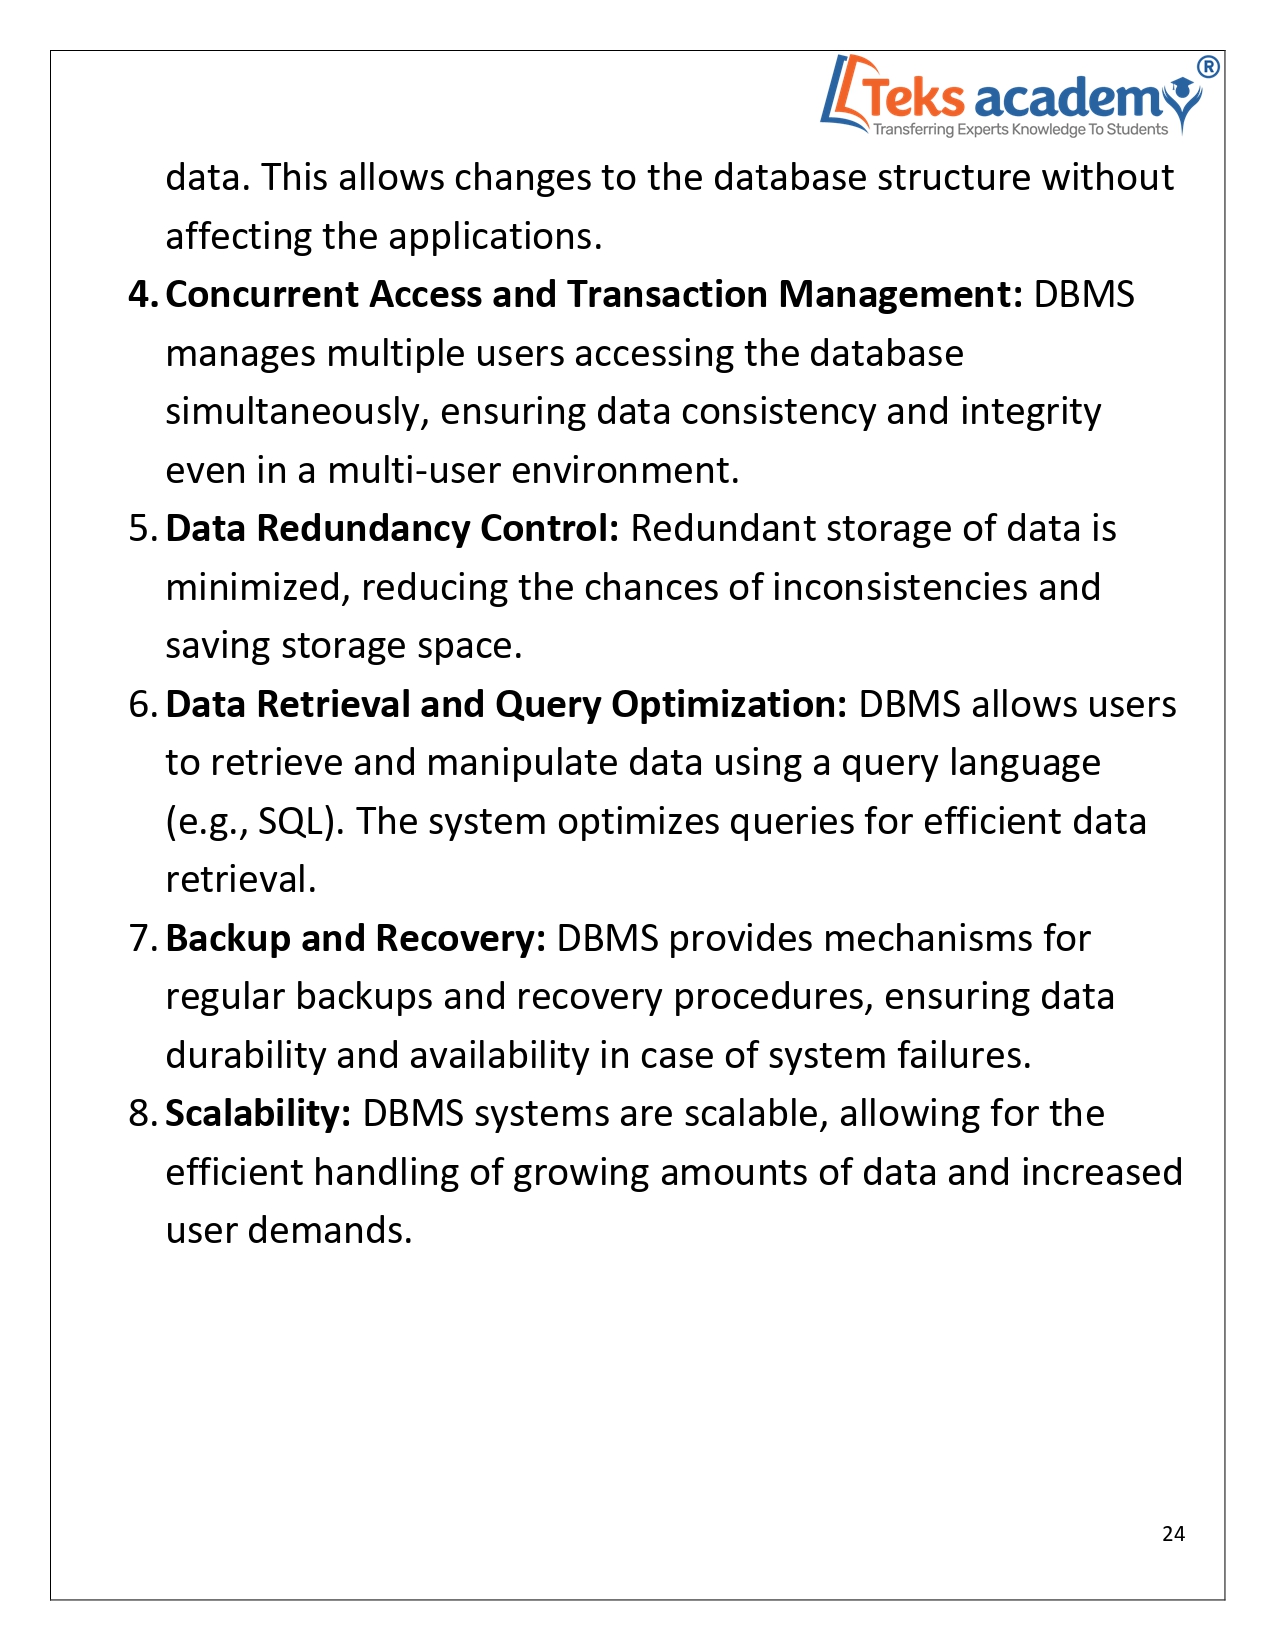 Teks academy®
Transferring Experts Knowledge To Students
data. This allows changes to the database structure without
affecting the applications.
4. Concurrent Access and Transaction Management: DBMS
manages multiple users accessing the database
simultaneously, ensuring data consistency and integrity
even in a multi-user environment.
5. Data Redundancy Control: Redundant storage of data is
minimized, reducing the chances of inconsistencies and
saving storage space.
6. Data Retrieval and Query Optimization: DBMS allows users
to retrieve and manipulate data using a query language
(e.g., SQL). The system optimizes queries for efficient data
retrieval.
7. Backup and Recovery: DBMS provides mechanisms for
regular backups and recovery procedures, ensuring data
durability and availability in case of system failures.
8. Scalability: DBMS systems are scalable, allowing for the
efficient handling of growing amounts of data and increased
user demands.
24